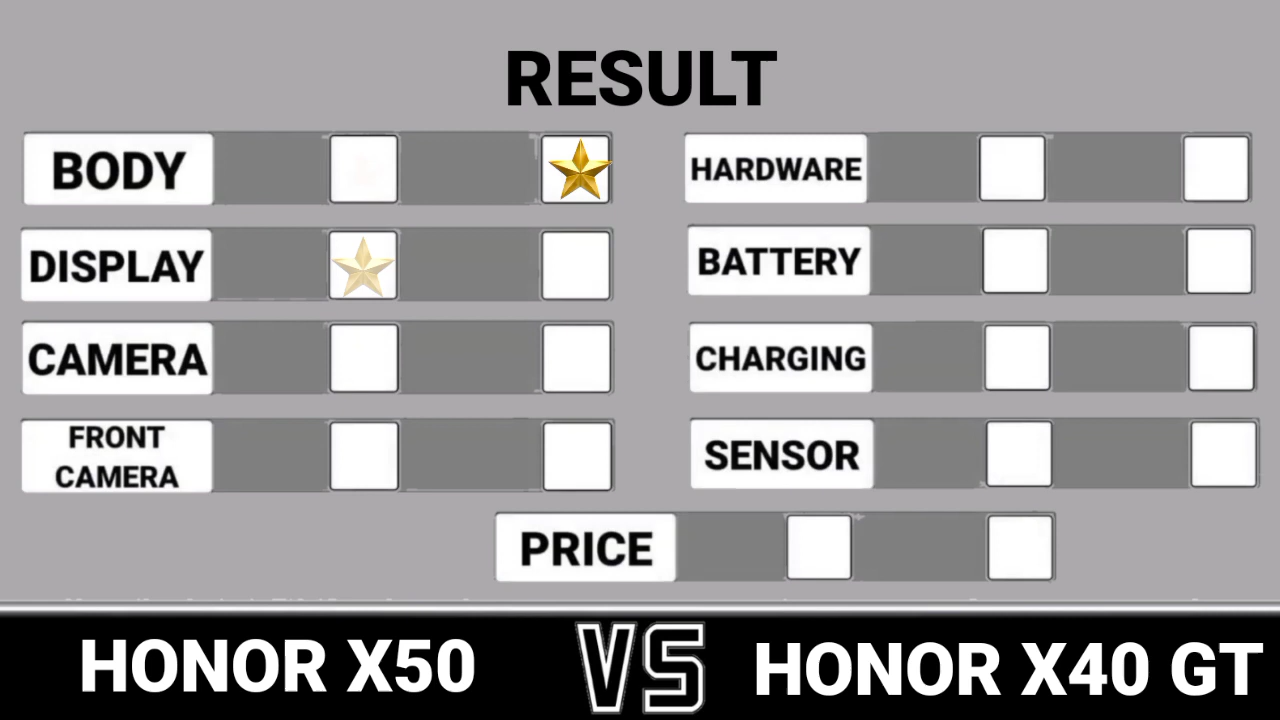 RESULT
BODY
HARDWARE
DISPLAY
BATTERY
CAMERA
CHARGING
FRONT
CAMERA
SENSOR
PRICE
HONOR X50
VS
HONOR X40 GT